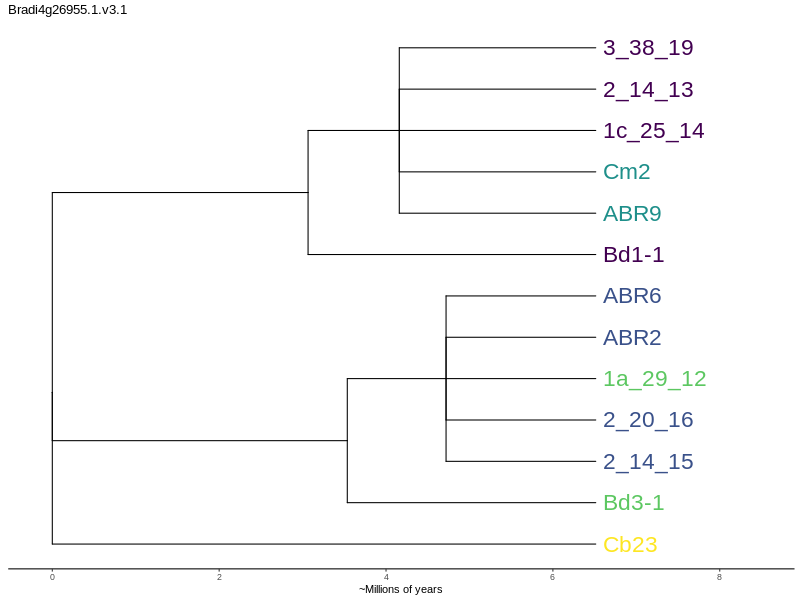 Bradi4g26955.1.v3.1
3_38_19
2_14_13
1c_25_14
Cm2
ABR9
Bd1-1
ABR6
ABR2
1a_29_12
2_20_16
2_14_15
Bd3-1
Cb23
0 2 4 6 8
~Millions of years